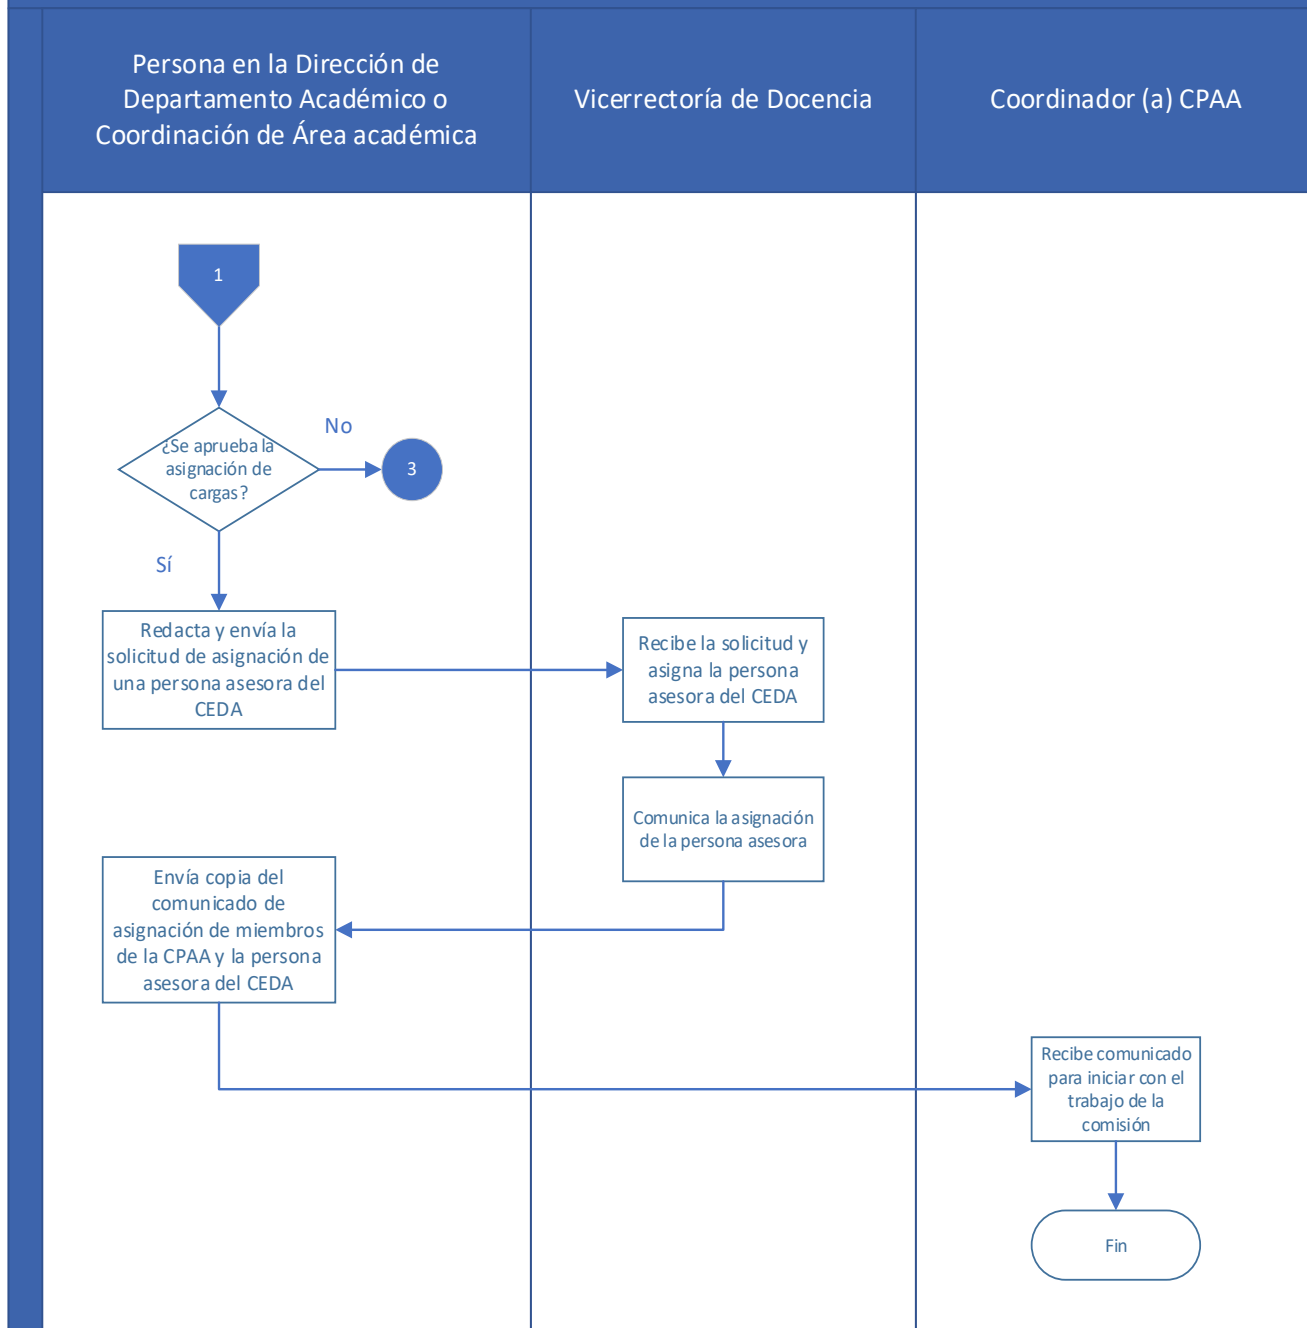 Persona en la Dirección de
Departamento Académico o
Coordinación de Área académica
Vicerrectoría de Docencia
Coordinador (a) CPAA
1
¿Se aprueba la
asignación de
cargas?
No
3
Sí
Redacta y envía la
solicitud de asignación de
una persona asesora del
CEDA
Recibe la solicitud y
asigna la persona
asesora del CEDA
Comunica la asignación
de la persona asesora
Envía copia del
comunicado de
asignación de miembros
de la CPAA y la persona
asesora del CEDA
Recibe comunicado
para iniciar con el
trabajo de la
comisión
Fin